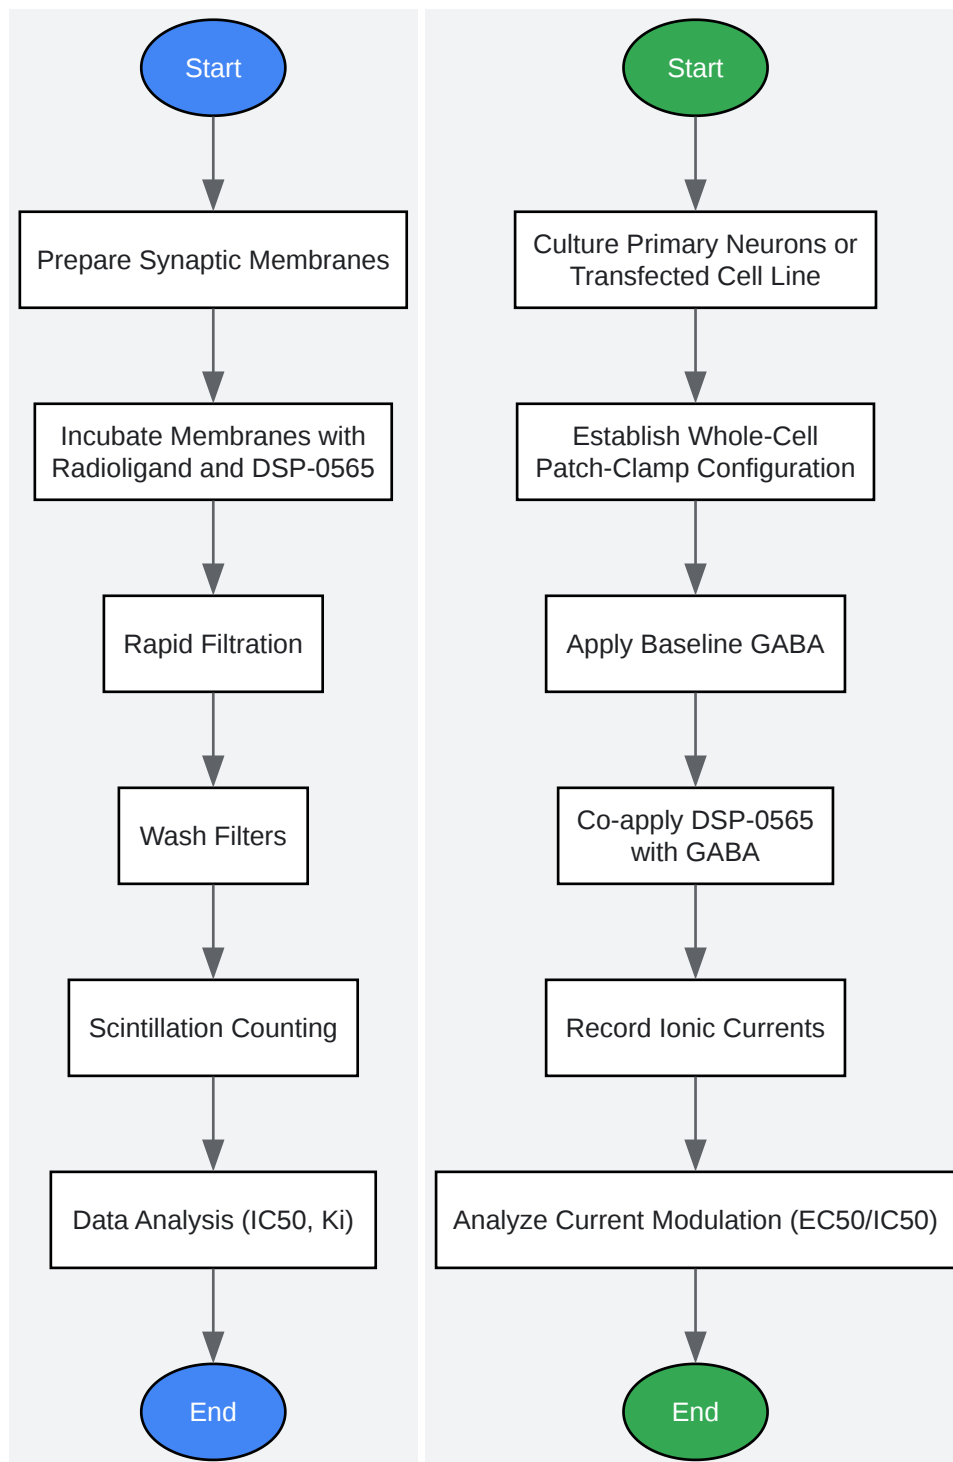 Start
Prepare Synaptic Membranes
Incubate Membranes with
Radioligand and DSP-0565
Rapid Filtration
Wash Filters
Scintillation Counting
Data Analysis (IC50, Ki)
End
Start
Culture Primary Neurons or
Transfected Cell Line
Establish Whole-Cell
Patch-Clamp Configuration
Apply Baseline GABA
Co-apply DSP-0565
with GABA
Record Ionic Currents
Analyze Current Modulation (EC50/IC50)
End